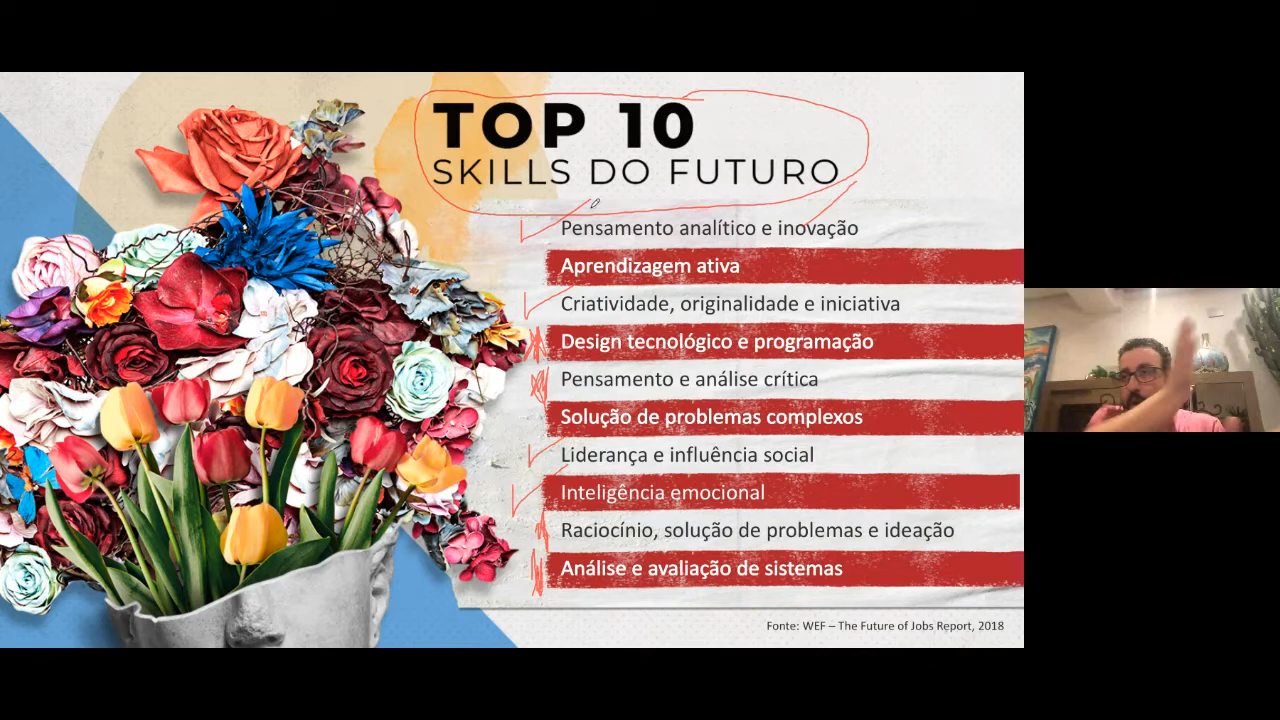 TOP 10
SKILLS DO FUTURO
Pensamento analítico e inovação
Aprendizagem ativa
Criatividade, originalidade e iniciativa
Design tecnológico e programação
Pensamento e análise crítica
Solução de problemas complexos
Liderança e influência social
Inteligência emocional
Raciocínio, solução de problemas e ideação
Análise e avaliação de sistemas
Fonte: WEF – The Future of Jobs Report, 2018